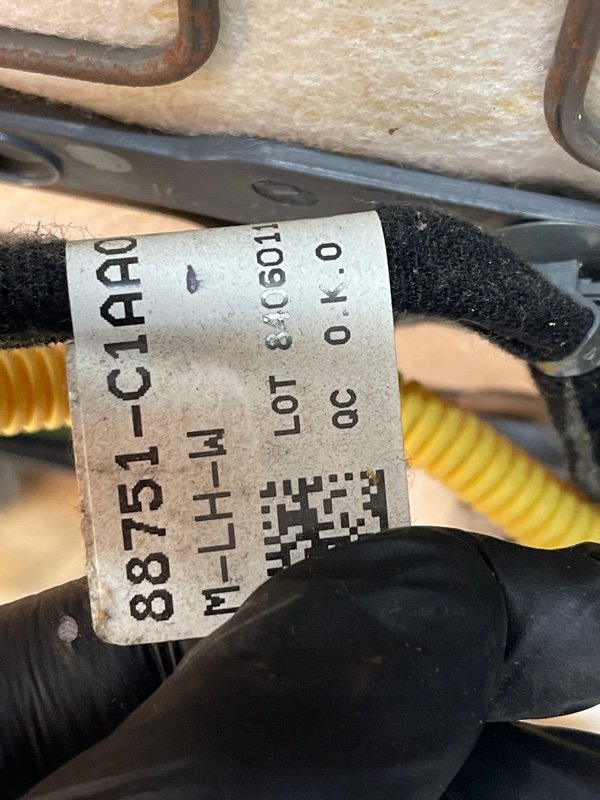 88751-C1AA0
M-LH-W
LOT 8406011
QC O.K.O